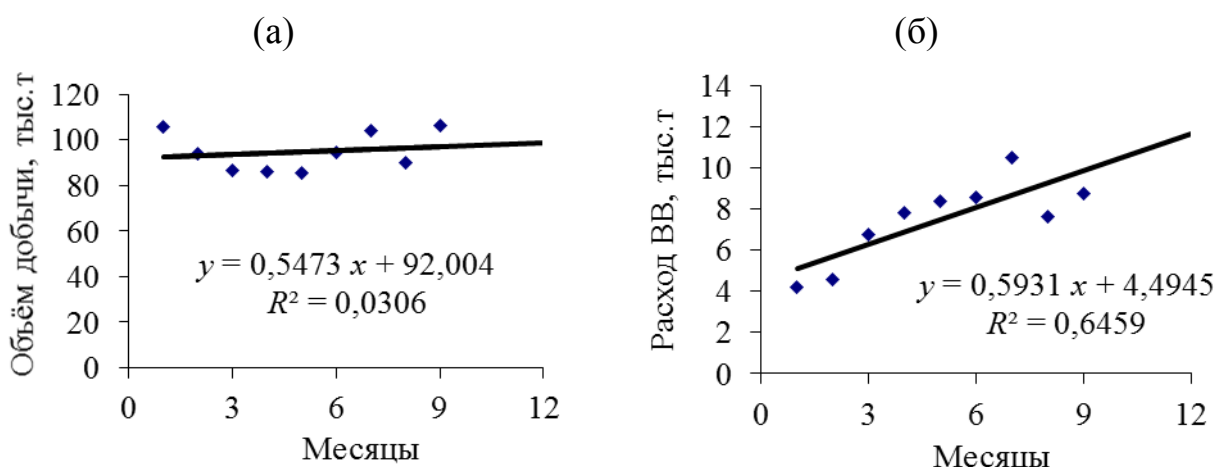 (а)
Объём добычи, тыс.т
120
100
80
60
40
20
0
y = 0,5473 x + 92,004
R² = 0,0306
0 3 6 9 12
Месяцы
(б)
Расход ВВ, тыс.т
14
12
10
8
6
4
2
0
y = 0,5931 x + 4,4945
R² = 0,6459
0 3 6 9 12
Месяцы